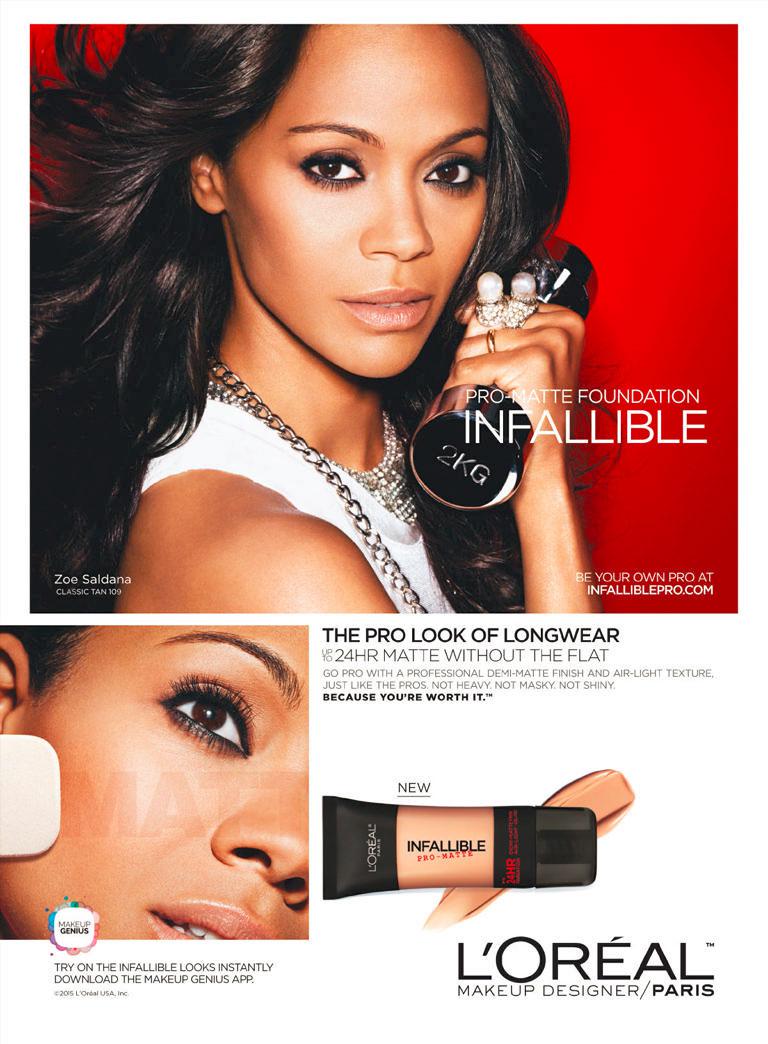 2KG
PRO-MATTE FOUNDATION
INFALLIBLE
Zoe Saldana
CLASSIC TAN 109
BE YOUR OWN PRO AT
INFALLIBLEPRO.COM
THE PRO LOOK OF LONGWEAR
UP TO 24HR MATTE WITHOUT THE FLAT
GO PRO WITH A PROFESSIONAL DEMI-MATTE FINISH AND AIR-LIGHT TEXTURE,
JUST LIKE THE PROS. NOT HEAVY. NOT MASKY. NOT SHINY.
BECAUSE YOU'RE WORTH IT.™
MATTE
NEW
L'ORÉAL
PARIS
INFALLIBLE
PRO-MATTE
24HR
MAKEUP
GENIUS
TRY ON THE INFALLIBLE LOOKS INSTANTLY
DOWNLOAD THE MAKEUP GENIUS APP.
©2015 L'Oréal USA, Inc.
L'ORÉAL™
MAKEUP DESIGNER/PARIS